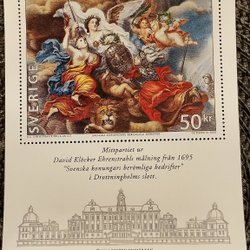 SVERIGE
50 kr
Mittpartiet ur
David Klöcker Ehrenstrahls målning från 1695
"Svenska konungars berömliga bedrifter"
i Drottningholms slott.